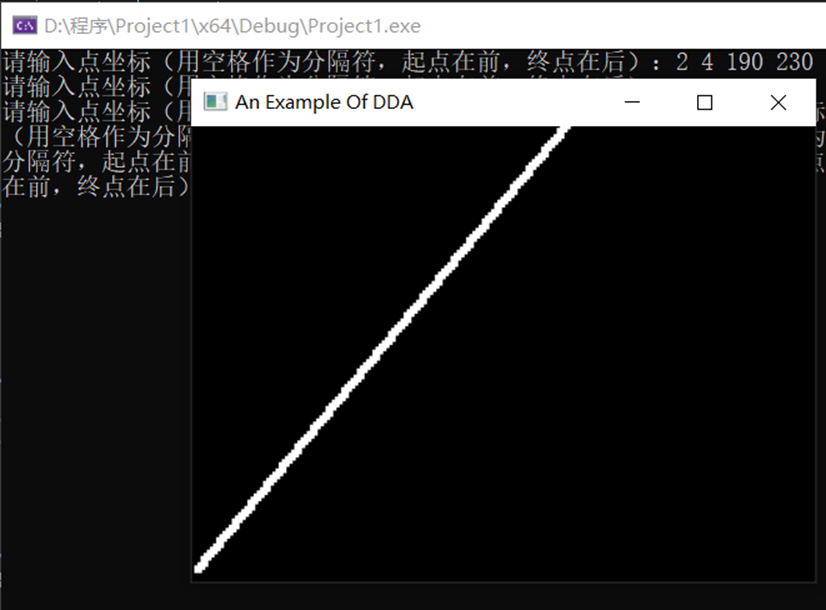 D:\程序\Project1\x64\Debug\Project1.exe
请输入点坐标（用空格作为分隔符，起点在前，终点在后）：2 4 190 230
请输入点坐标（用
An Example Of DDA
请输入点坐标（用
（用空格作为分隔
分隔符，起点在前
在前，终点在后）